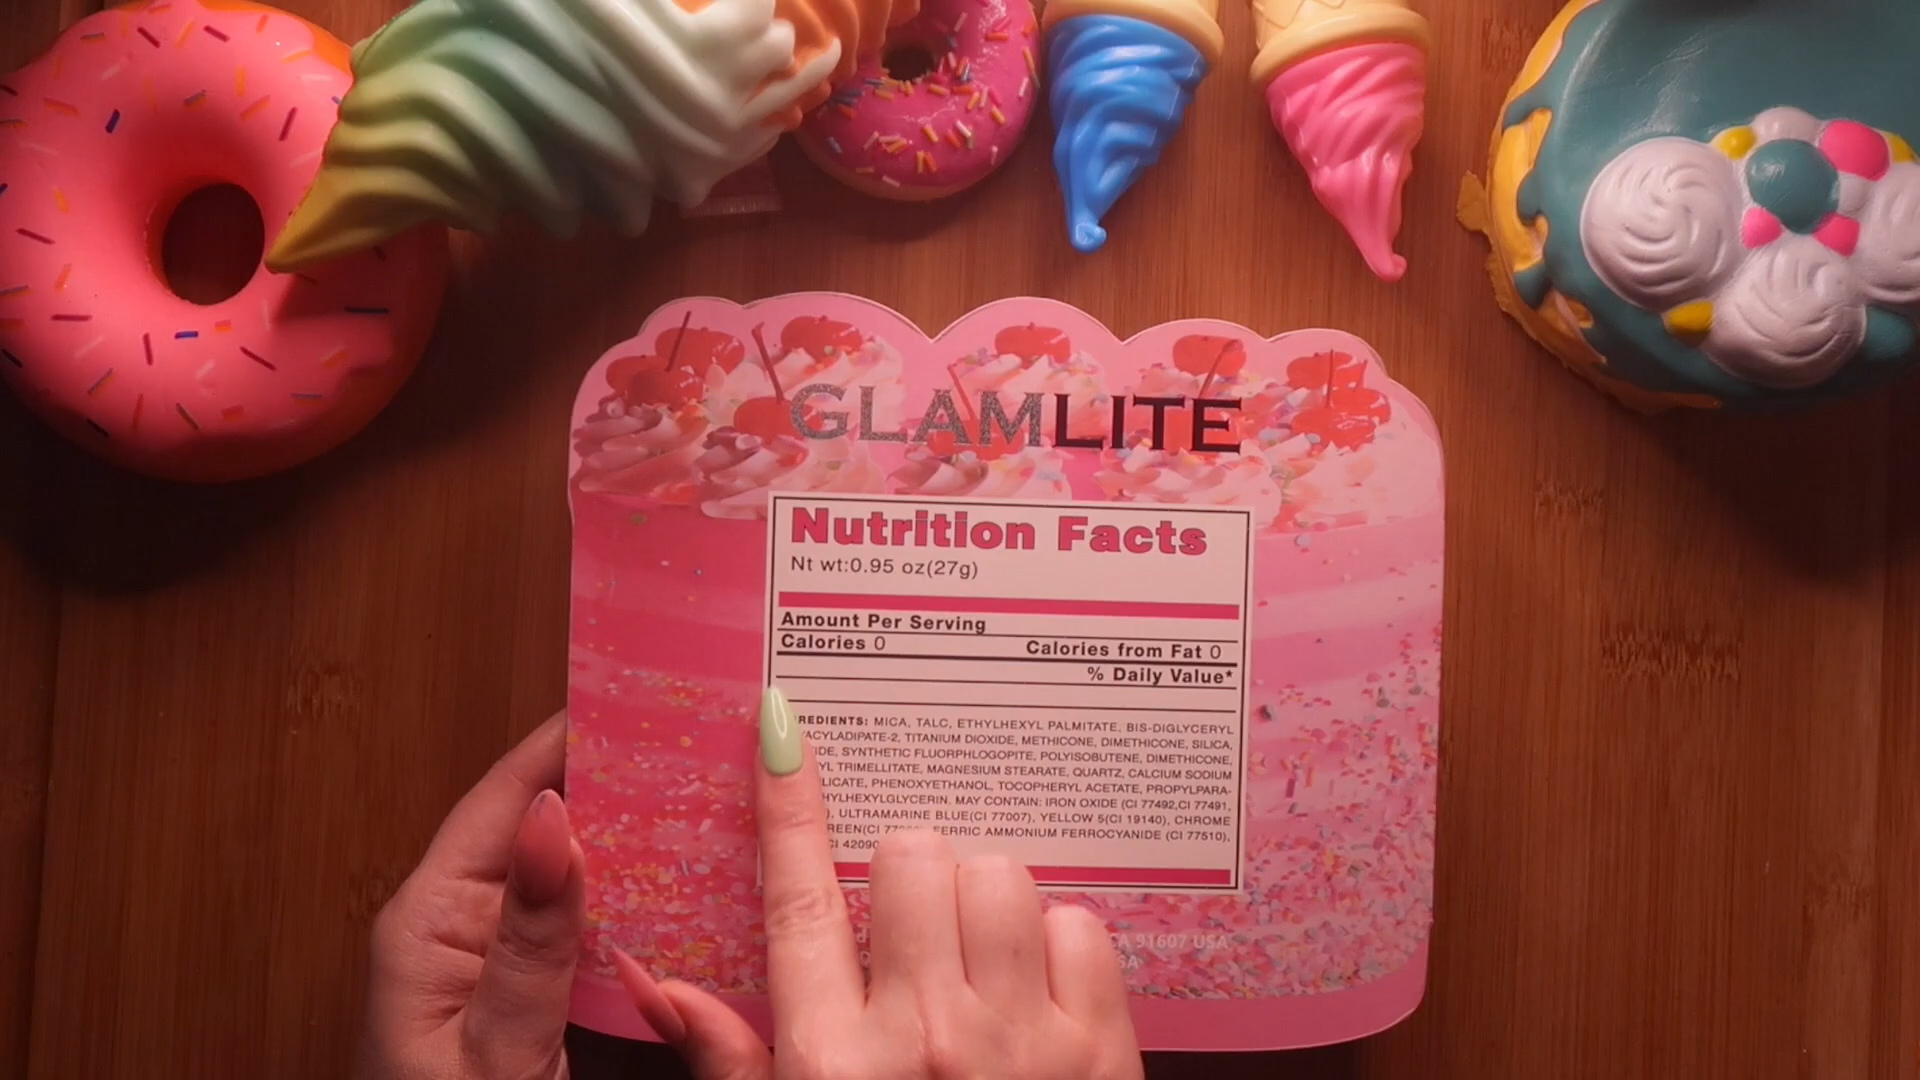 GLAMLITE
Nutrition Facts
Nt wt:0.95 oz(27g)
Amount Per Serving
Calories 0 Calories from Fat 0
% Daily Value*
REDIENTS: MICA, TALC, ETHYLHEXYL PALMITATE, BIS-DIGLYCERYL
YACYLADIPATE-2, TITANIUM DIOXIDE, METHICONE, DIMETHICONE, SILICA,
IDE, SYNTHETIC FLUORPHLOGOPITE, POLYISOBUTENE, DIMETHICONE,
YL TRIMELLITATE, MAGNESIUM STEARATE, QUARTZ, CALCIUM SODIUM
ILICATE, PHENOXYETHANOL, TOCOPHERYL ACETATE, PROPYLPARA-
HYLHEXYLGLYCERIN. MAY CONTAIN: IRON OXIDE (CI 77492,CI 77491,
), ULTRAMARINE BLUE(CI 77007), YELLOW 5(CI 19140), CHROME
REEN(CI FERRIC AMMONIUM FERROCYANIDE (CI 77510),
CI 42090
CA 91607 USA